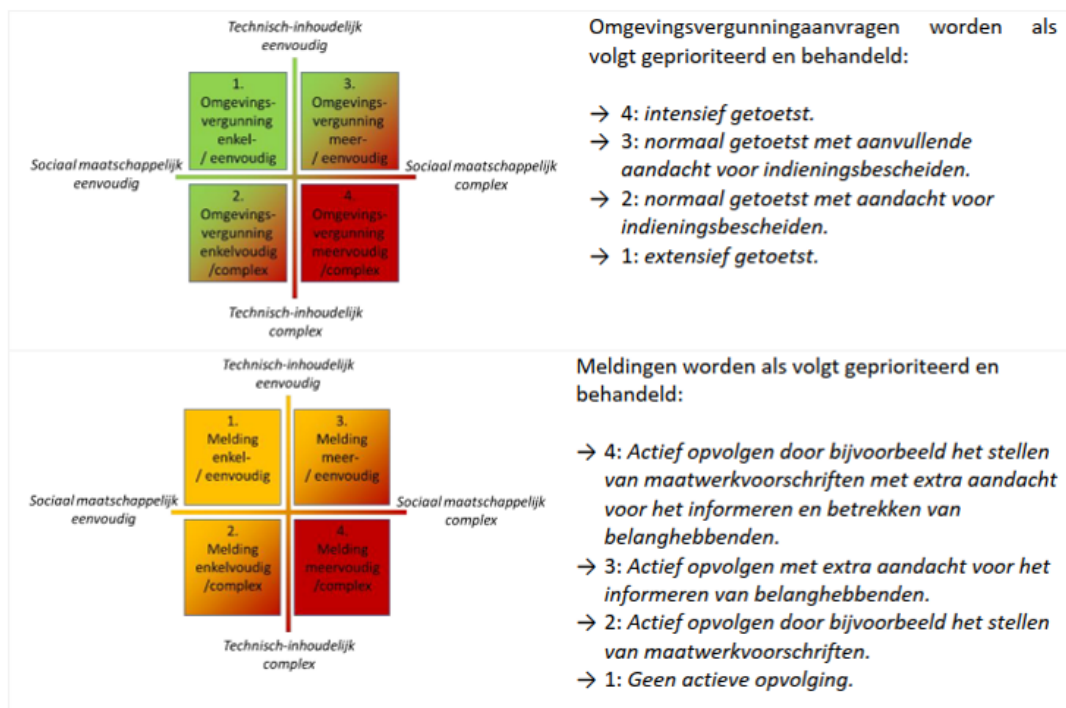 Technisch-inhoudelijk
eenvoudig
1.
Omgevings-
vergunning
enkel-
/ eenvoudig
3.
Omgevings-
vergunning
meer-
/ eenvoudig
Sociaal maatschappelijk
eenvoudig
Sociaal maatschappelijk
complex
2.
Omgevings-
vergunning
enkelvoudig
/complex
4.
Omgevings-
vergunning
meervoudig
/complex
Technisch-inhoudelijk
complex
Omgevingsvergunningaanvragen worden als
volgt geprioriteerd en behandeld:
→ 4: intensief getoetst.
→ 3: normaal getoetst met aanvullende
aandacht voor indieningsbescheiden.
→ 2: normaal getoetst met aandacht voor
indieningsbescheiden.
→ 1: extensief getoetst.
Technisch-inhoudelijk
eenvoudig
1.
Melding
enkel-
/ eenvoudig
3.
Melding
meer-
/ eenvoudig
Sociaal maatschappelijk
eenvoudig
Sociaal maatschappelijk
complex
2.
Melding
enkelvoudig
/complex
4.
Melding
meervoudig
/complex
Technisch-inhoudelijk
complex
Meldingen worden als volgt geprioriteerd en
behandeld:
→ 4: Actief opvolgen door bijvoorbeeld het stellen
van maatwerkvoorschriften met extra aandacht
voor het informeren en betrekken van
belanghebbenden.
→ 3: Actief opvolgen met extra aandacht voor het
informeren van belanghebbenden.
→ 2: Actief opvolgen door bijvoorbeeld het stellen
van maatwerkvoorschriften.
→ 1: Geen actieve opvolging.